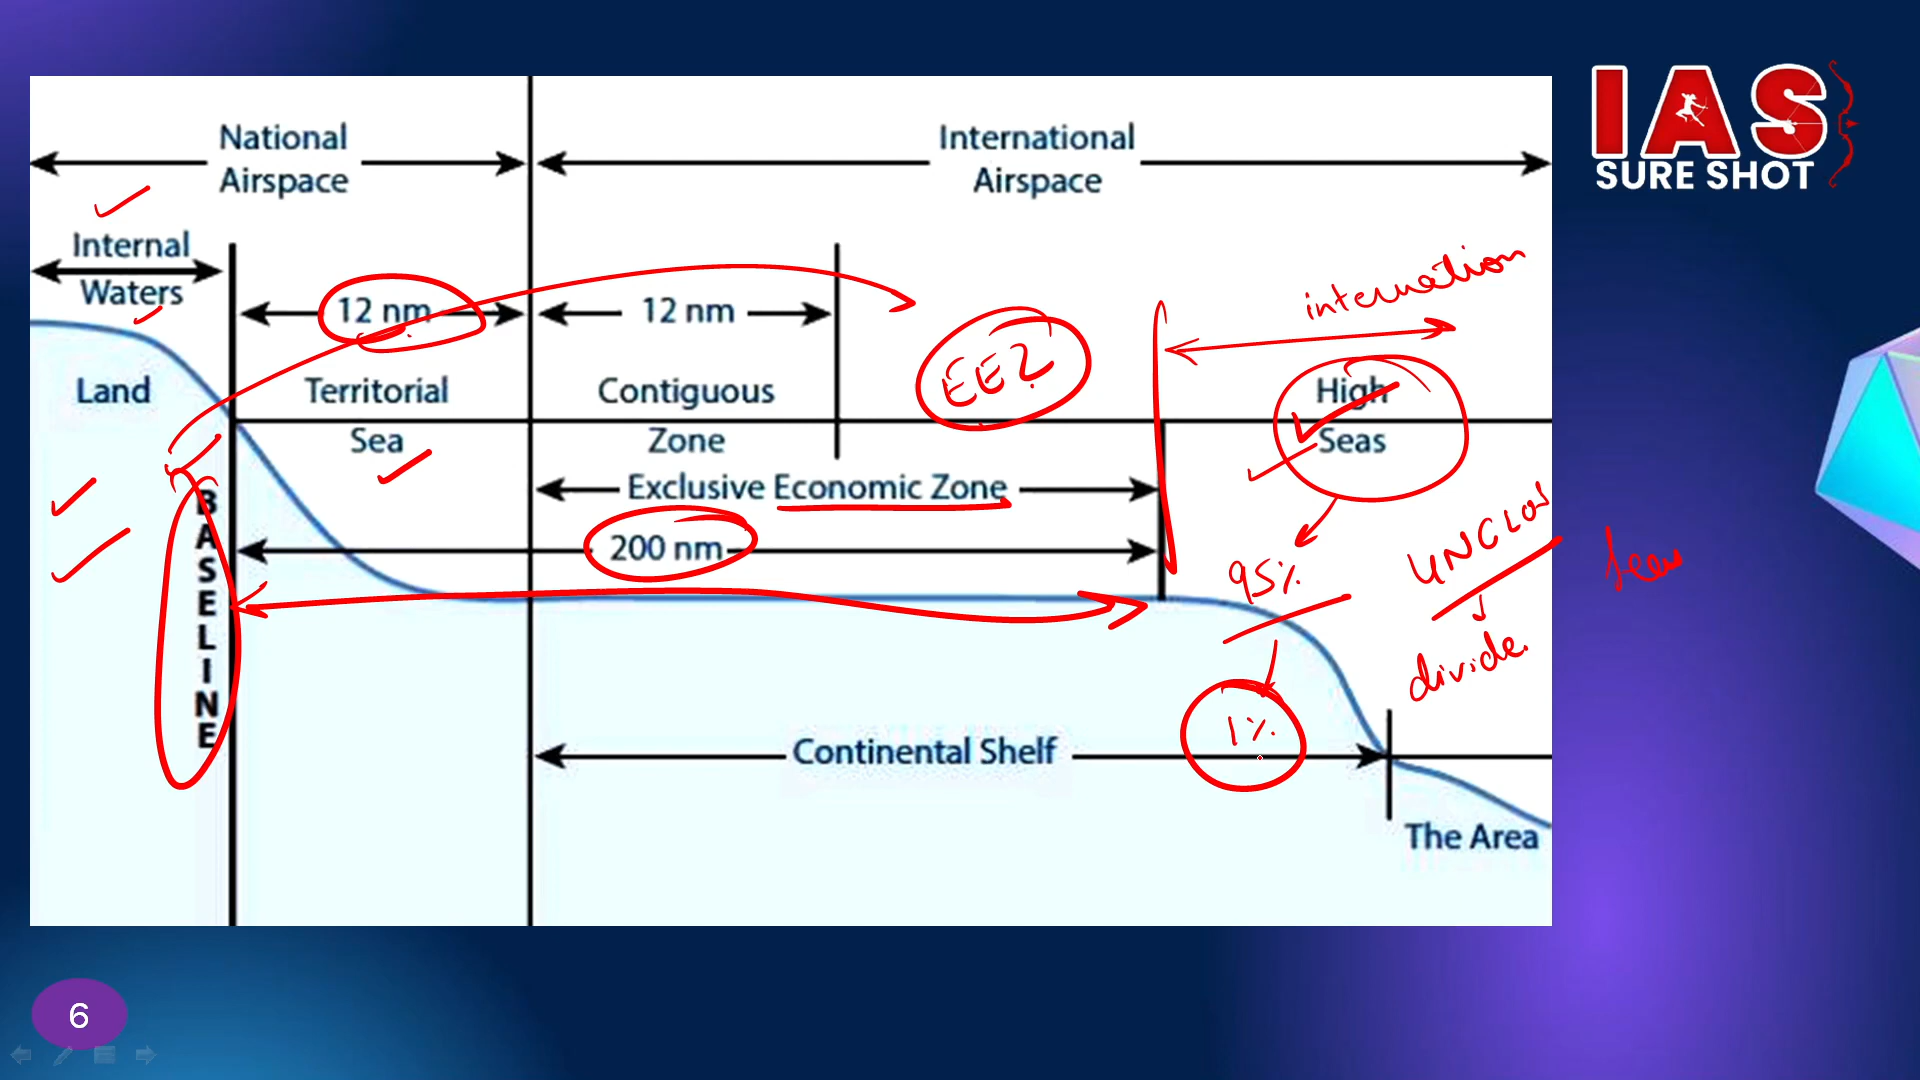 IAS
SURE SHOT
National
Airspace
International
Airspace
Internal
Waters
12 nm
12 nm
internation
EEZ
Land
Territorial
Sea
Contiguous
Zone
High
Seas
Exclusive Economic Zone
200 nm
BASELINE
95%
UNCLOS
divide.
1%
Continental Shelf
The Area
6